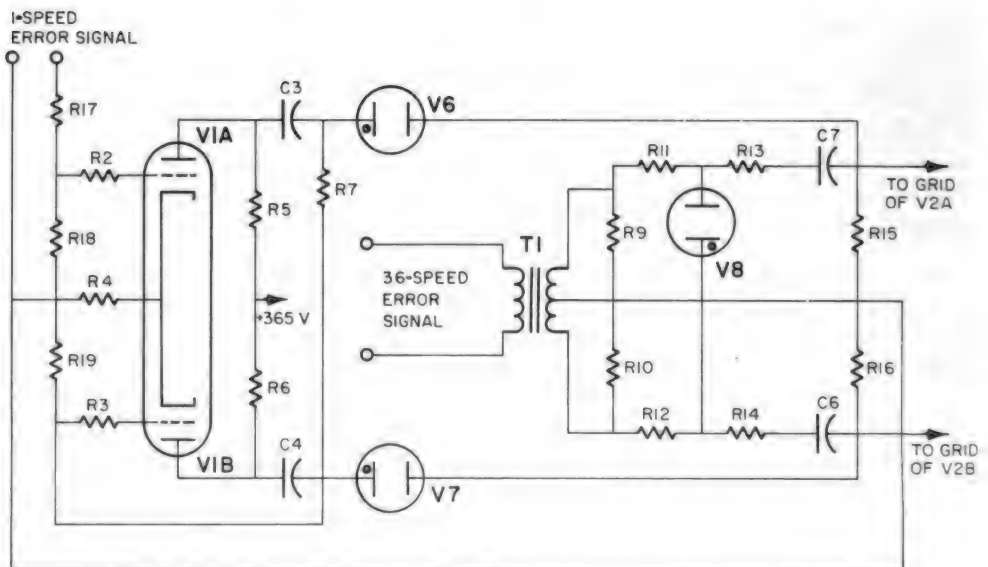 1-SPEED
ERROR SIGNAL
R17
V1A
C3
V6
R2
R11
R13
C7
R5
R7
TO GRID
OF V2A
R18
R9
T1
R15
V8
R4
36-SPEED
ERROR
SIGNAL
+365 V
R19
R10
R16
R6
R3
R12
R14
C6
C4
V1B
V7
TO GRID
OF V2B